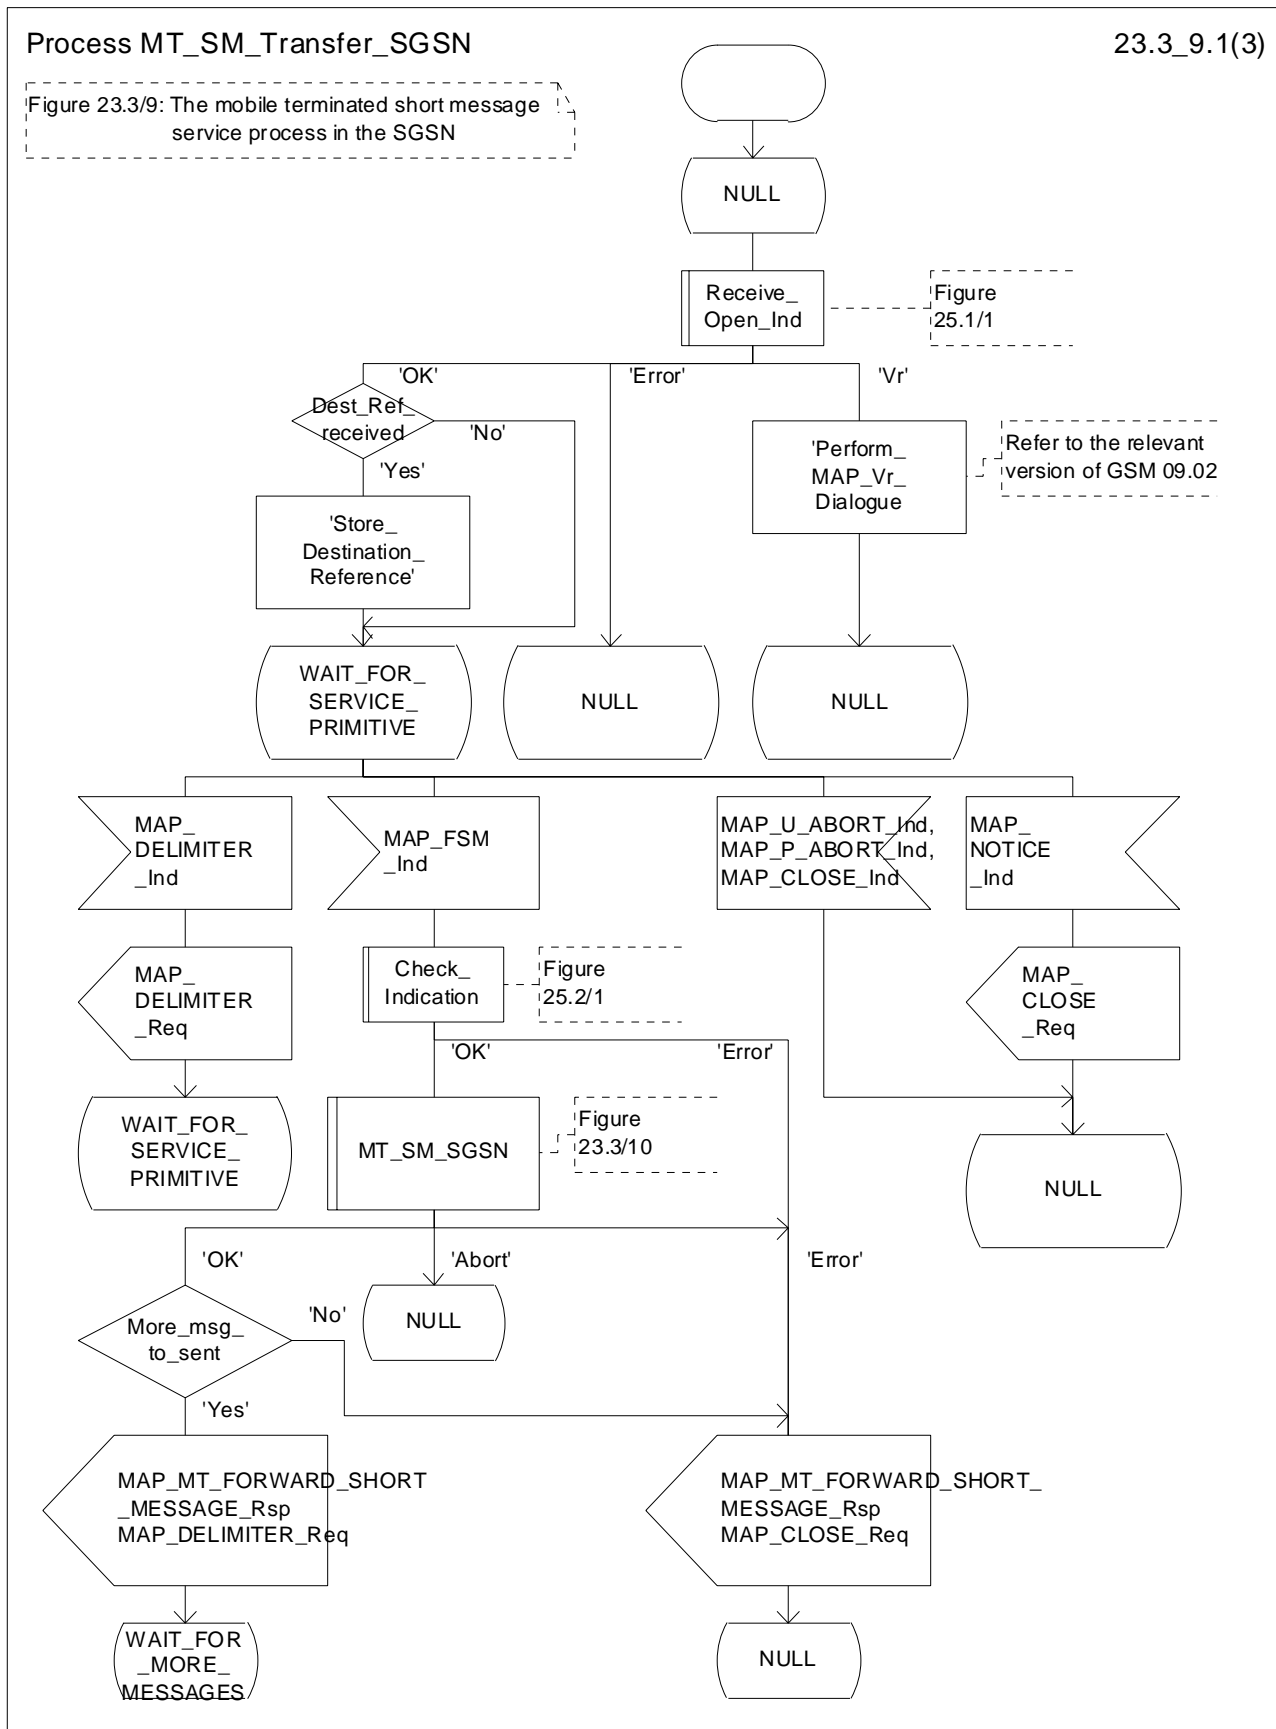 Process MT_SM_Transfer_SGSN
23.3_9.1(3)
Figure 23.3/9: The mobile terminated short message
service process in the SGSN
NULL
Receive_
Open_Ind
Figure
25.1/1
'OK'
'Error'
'Vr'
Dest_Ref_
received
'No'
'Yes'
'Perform_
MAP_Vr_
Dialogue
Refer to the relevant
version of GSM 09.02
'Store_
Destination_
Reference'
WAIT_FOR_
SERVICE_
PRIMITIVE
NULL
NULL
MAP_
DELIMITER
_Ind
MAP_FSM
_Ind
MAP_U_ABORT_Ind,
MAP_P_ABORT_Ind,
MAP_CLOSE_Ind
MAP_
NOTICE
_Ind
MAP_
DELIMITER
_Req
Check_
Indication
Figure
25.2/1
MAP_
CLOSE
_Req
'OK'
'Error'
WAIT_FOR_
SERVICE_
PRIMITIVE
MT_SM_SGSN
Figure
23.3/10
NULL
'OK'
'Abort'
'Error'
More_msg_
to_sent
'No'
NULL
'Yes'
MAP_MT_FORWARD_SHORT
_MESSAGE_Rsp
MAP_DELIMITER_Req
MAP_MT_FORWARD_SHORT_
MESSAGE_Rsp
MAP_CLOSE_Req
WAIT_FOR
_MORE_
MESSAGES
NULL